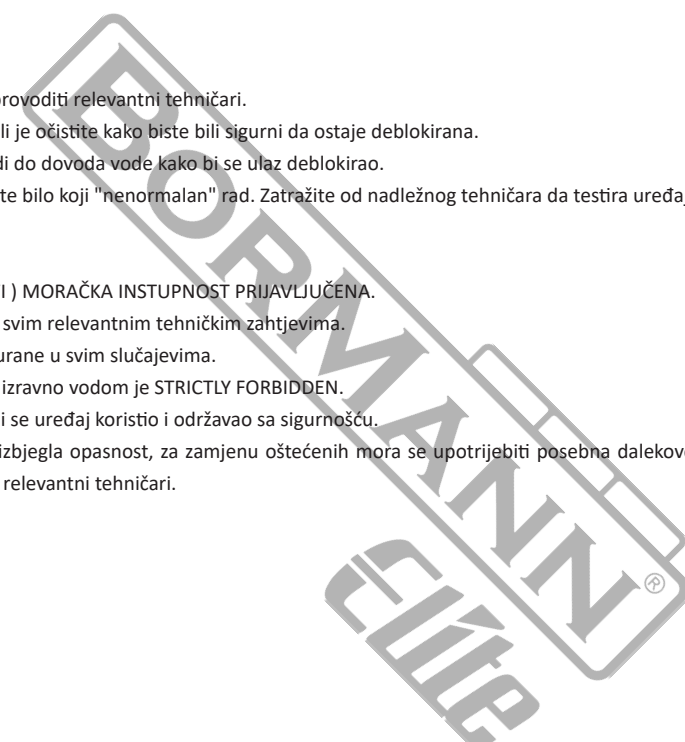 provoditi relevantni tehničari.
li je očistite kako biste bili sigurni da ostaje deblokirana.
di do dovoda vode kako bi se ulaz deblokirao.
te bilo koji "nenormalan" rad. Zatražite od nadležnog tehničara da testira uređaj
I ) MORAČKA INSTUPNOST PRIJAVLJUČENA.
svim relevantnim tehničkim zahtjevima.
urane u svim slučajevima.
izravno vodom je STRICTLY FORBIDDEN.
i se uređaj koristio i održavao sa sigurnošću.
izbjegla opasnost, za zamjenu oštećenih mora se upotrijebiti posebna dalekov
relevantni tehničari.
BORMANN®
Elite